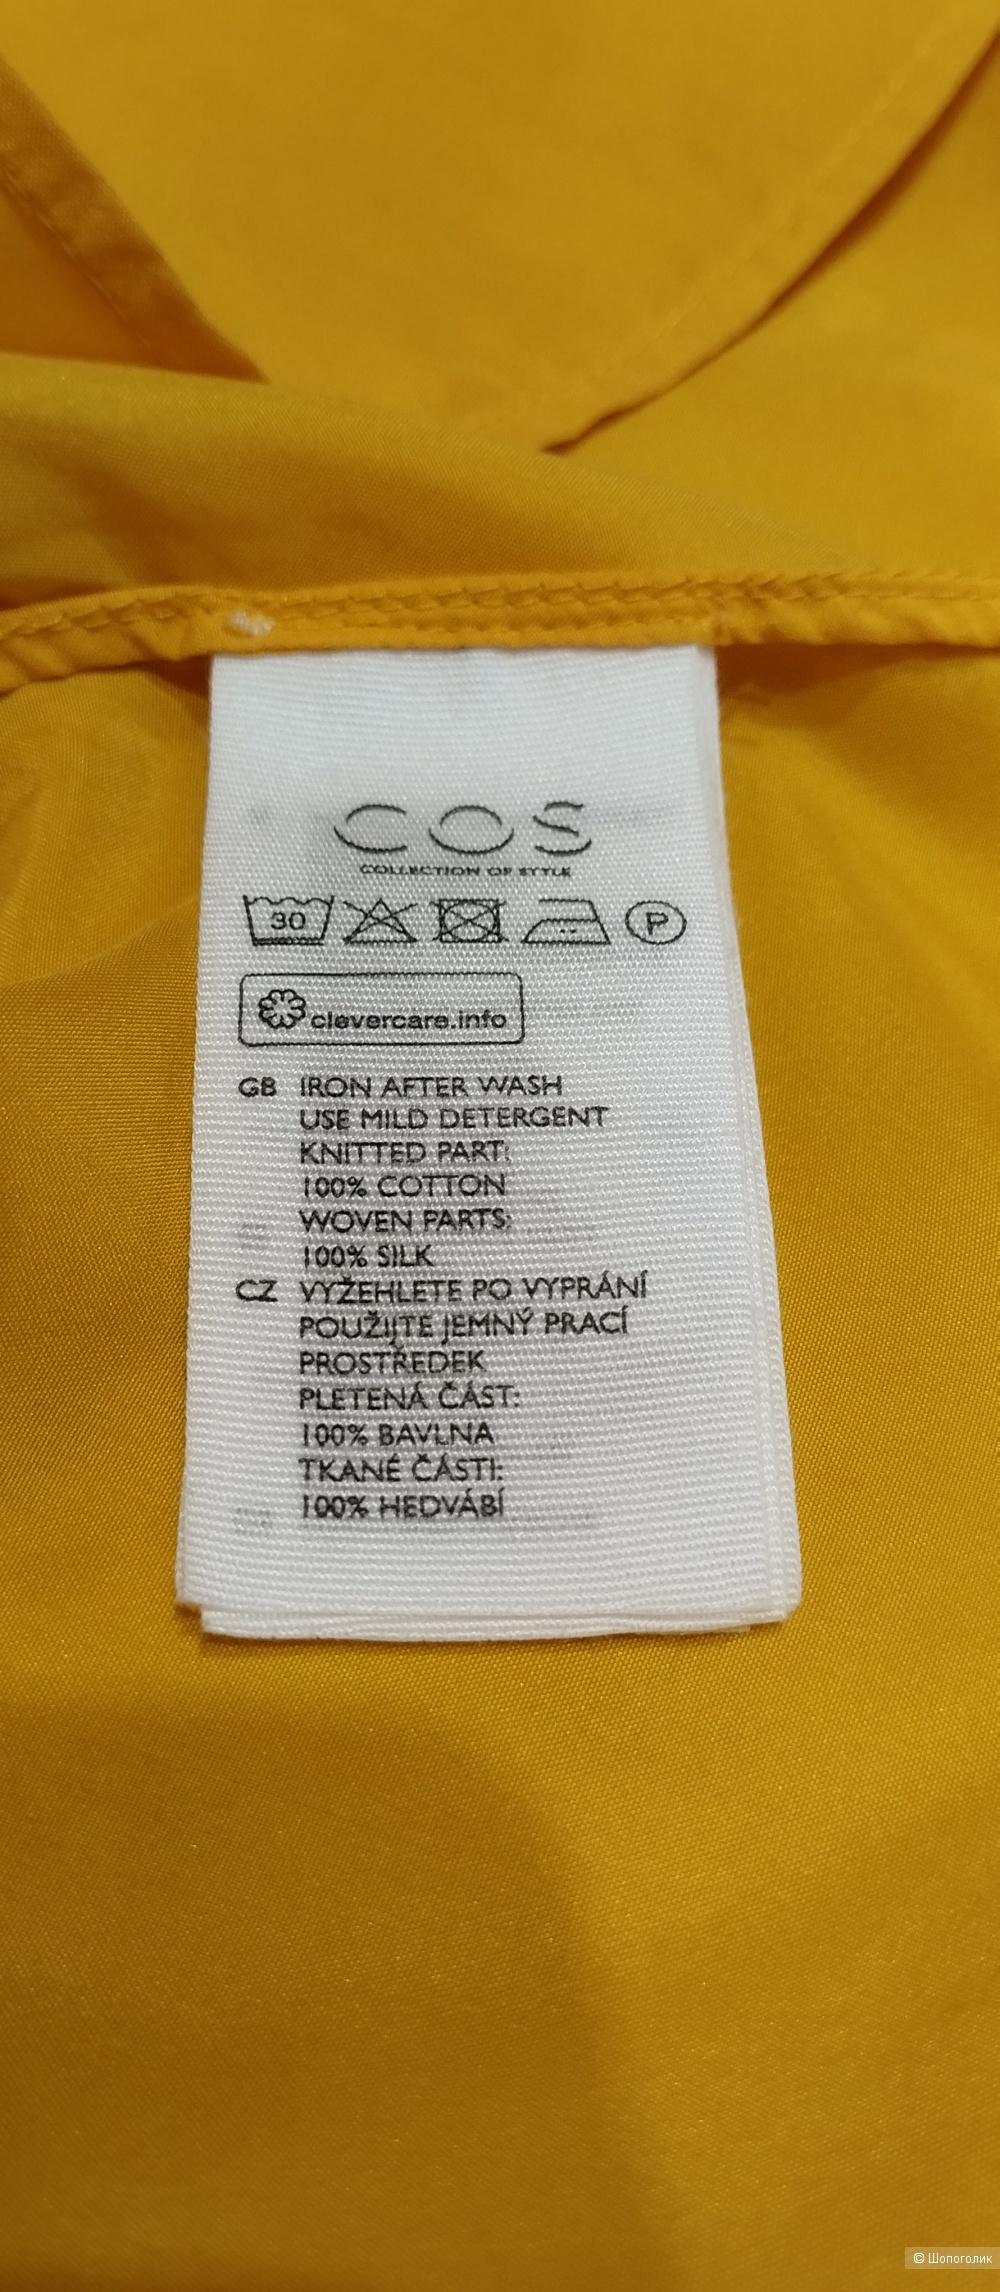 COS
COLLECTION OF STYLE
30 P
clevercare.info
GB IRON AFTER WASH
USE MILD DETERGENT
KNITTED PART:
100% COTTON
WOVEN PARTS:
100% SILK
CZ VYŽEHLETE PO VYPRÁNÍ
POUŽIJTE JEMNÝ PRACÍ
PROSTŘEDEK
PLETENÁ ČÁST:
100% BAVLNA
TKANÉ ČÁSTI:
100% HEDVÁBÍ
© Шопоголик